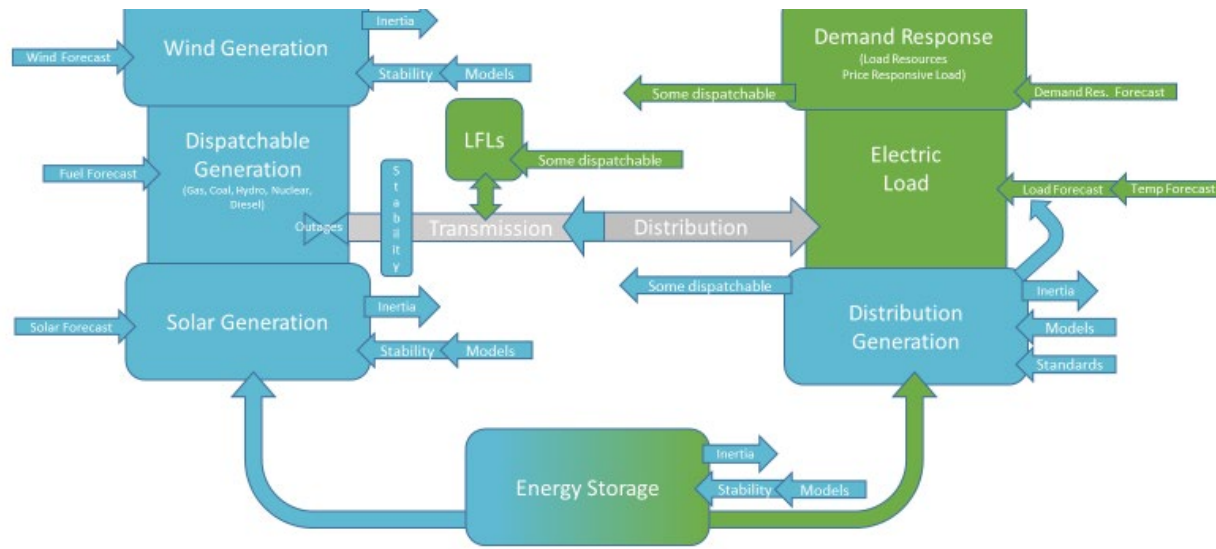 Inertia
Wind Generation
Wind Forecast
Stability
Models
Demand Response
(Load Resources
Price Responsive Load)
Some dispatchable
Demand Res. Forecast
LFLs
Some dispatchable
Dispatchable
Generation
(Gas, Coal, Hydro, Nuclear,
Diesel)
Fuel Forecast
Stability
Electric
Load
Load Forecast
Temp Forecast
Outages
Transmission
Distribution
Some dispatchable
Solar Generation
Solar Forecast
Inertia
Stability
Models
Distribution
Generation
Inertia
Models
Standards
Energy Storage
Inertia
Stability
Models